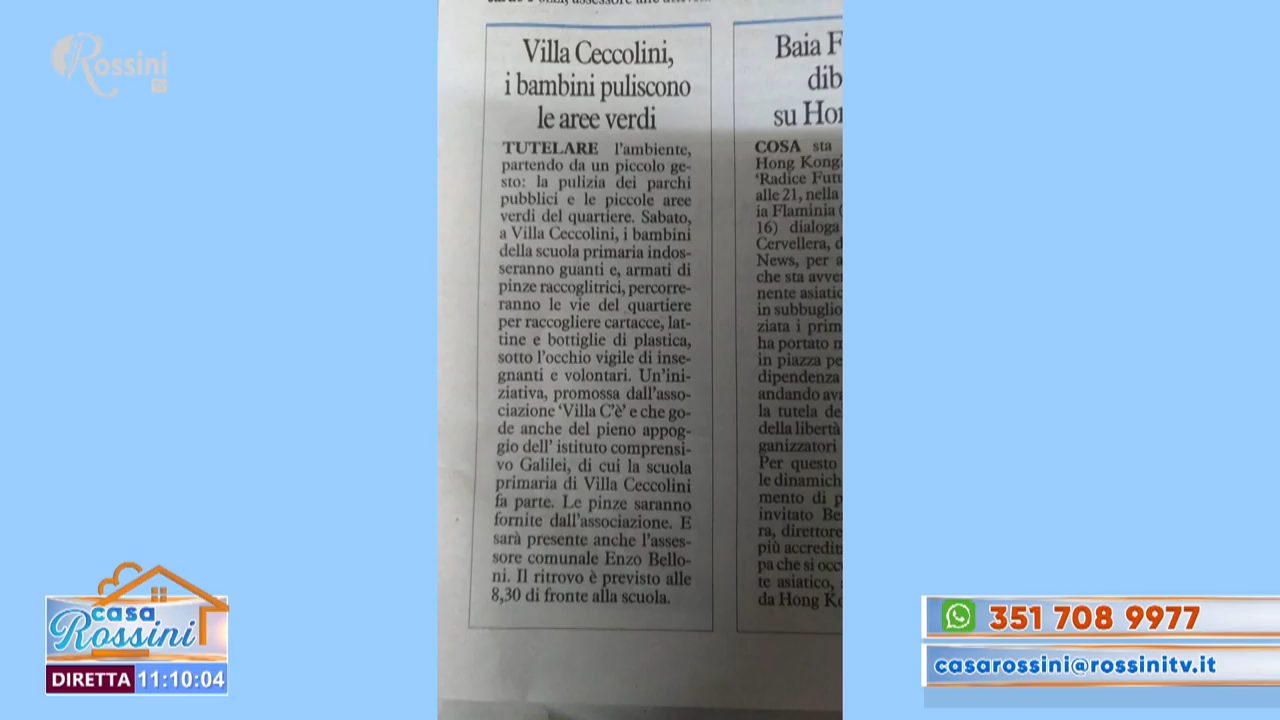 Rossini
Villa Ceccolini,
i bambini puliscono
le aree verdi
TUTELARE l'ambiente,
partendo da un piccolo ge-
sto: la pulizia dei parchi
pubblici e le piccole aree
verdi del quartiere. Sabato,
a Villa Ceccolini, i bambini
della scuola primaria indos-
seranno guanti e, armati di
pinze raccoglitrici, percorre-
ranno le vie del quartiere
per raccogliere cartacce, lat-
tine e bottiglie di plastica,
sotto l'occhio vigile di inse-
gnanti e volontari. Un'ini-
ziativa, promossa dall'asso-
ciazione 'Villa C'è' e che go-
de anche del pieno appog-
gio dell' istituto comprensi-
vo Galilei, di cui la scuola
primaria di Villa Ceccolini
fa parte. Le pinze saranno
fornite dall'associazione. E
sarà presente anche l'asses-
sore comunale Enzo Bello-
ni. Il ritrovo è previsto alle
8,30 di fronte alla scuola.
Baia F
dib
su Hon
COSA sta
Hong Kong?
'Radice Futu
alle 21, nella
ia Flaminia (
16) dialoga
Cervellera, d
News, per a
che sta avve
nente asiatic
in subbuglio
ziata i prim
ha portato m
in piazza pe
dipendenza
andando ava
la tutela de
della libertà
ganizzatori
Per questo
le dinamich
mento di p
invitato Be
ra, direttore
più accredit
pa che si occ
te asiatico,
da Hong Ko
casa
Rossini
DIRETTA 11:10:04
351 708 9977
casarossini@rossinitv.it